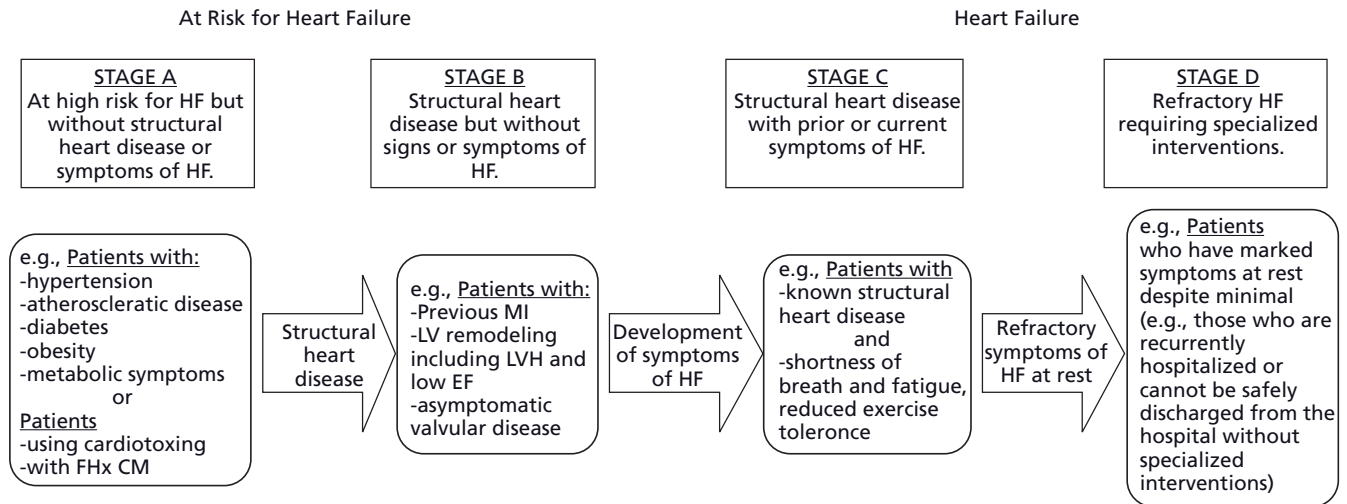 At Risk for Heart Failure
Heart Failure
STAGE A
At high risk for HF but
without structural
heart disease or
symptoms of HF.
STAGE B
Structural heart
disease but without
signs or symptoms of
HF.
STAGE C
Structural heart disease
with prior or current
symptoms of HF.
STAGE D
Refractory HF
requiring specialized
interventions.
e.g., Patients with:
-hypertension
-atheroscleratic disease
-diabetes
-obesity
-metabolic symptoms
or
Patients
-using cardiotoxing
-with FHx CM
Structural
heart
disease
e.g., Patients with:
-Previous MI
-LV remodeling
including LVH and
low EF
-asymptomatic
valvular disease
Development
of symptoms
of HF
e.g., Patients with
-known structural
heart disease
and
-shortness of
breath and fatigue,
reduced exercise
toleronce
Refractory
symptoms of
HF at rest
e.g., Patients
who have marked
symptoms at rest
despite minimal
(e.g., those who are
recurrently
hospitalized or
cannot be safely
discharged from the
hospital without
specialized
interventions)